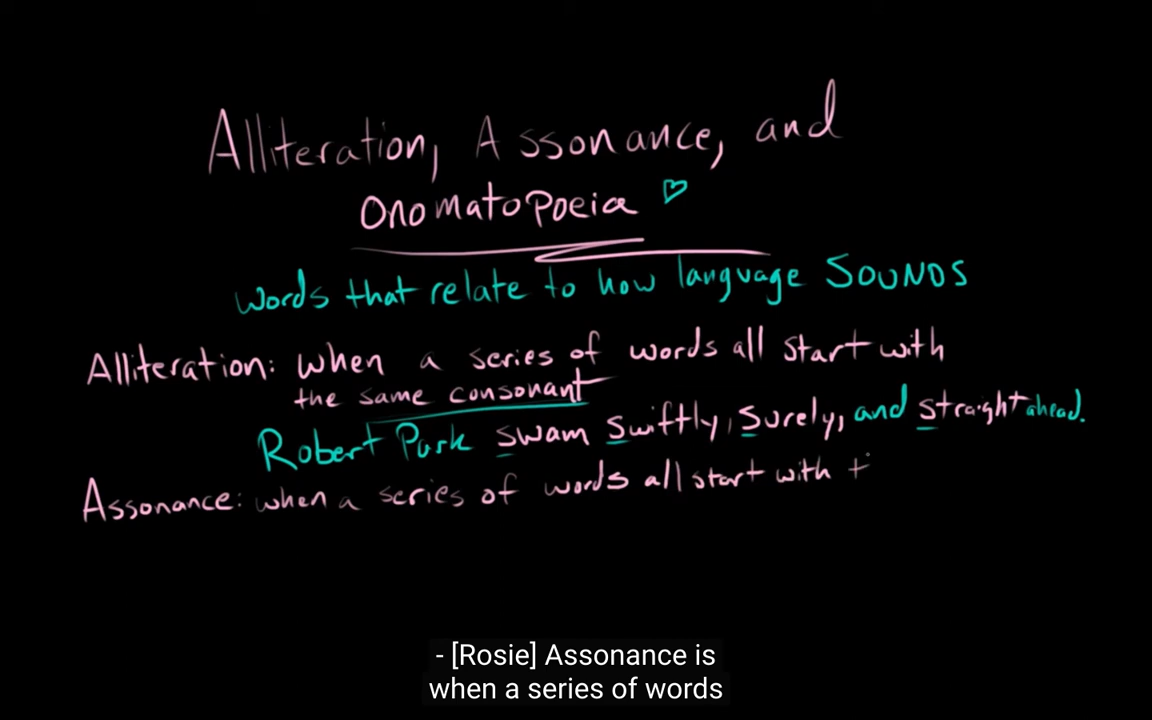 Alliteration, Assonance, and
Onomatopoeia
words that relate to how language SOUNDS
Alliteration: when a series of words all start with
the same consonant
Robert Park swam swiftly, surely, and straight ahead.
Assonance: when a series of words all start with t
- [Rosie] Assonance is
when a series of words